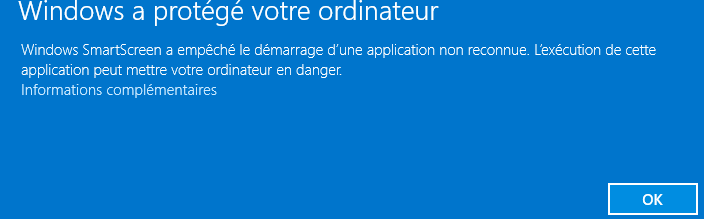 Windows a protégé votre ordinateur
Windows SmartScreen a empêché le démarrage d'une application non reconnue. L'exécution de cette
application peut mettre votre ordinateur en danger.
Informations complémentaires
OK